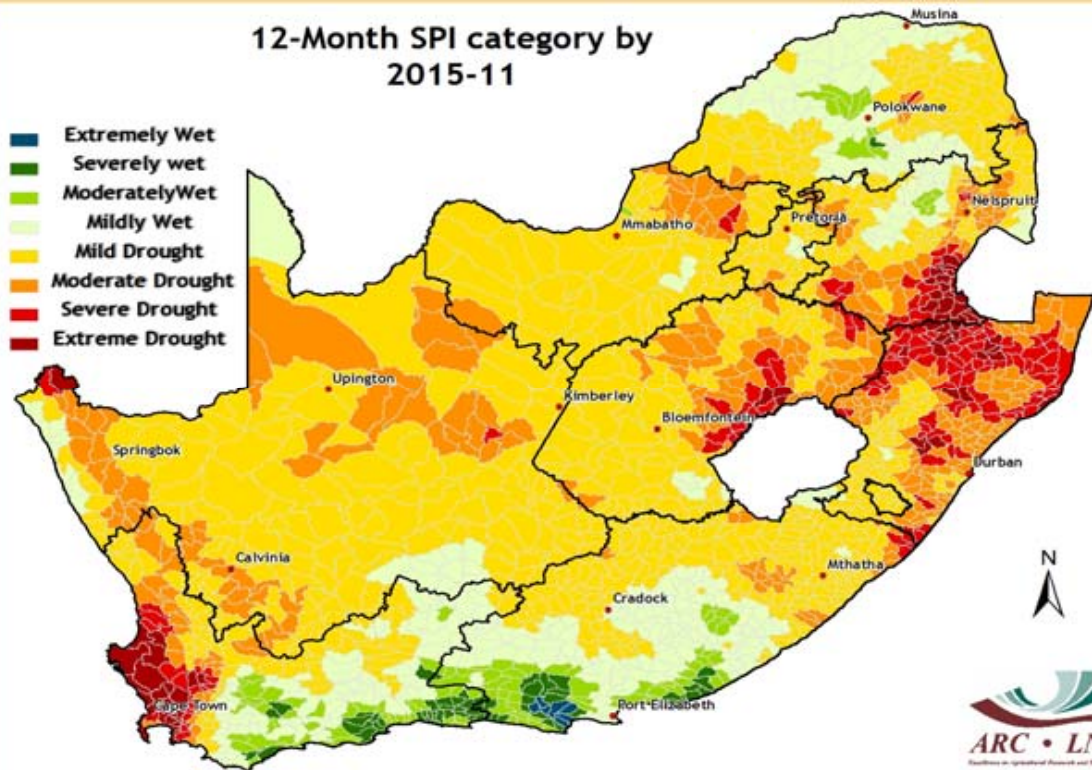 12-Month SPI category by
2015-11
Extremely Wet
Severely wet
ModeratelyWet
Mildly Wet
Mild Drought
Moderate Drought
Severe Drought
Extreme Drought
Musina
Polokwane
Nelspruit
Pretoria
Mmabatho
Upington
Kimberley
Bloemfontein
Springbok
Durban
Calvinia
Mthatha
Cradock
Cape Town
Port Elizabeth
N
ARC • LN